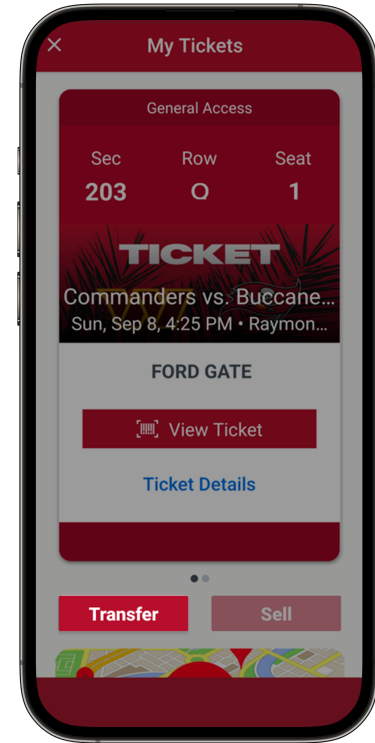 My Tickets
General Access
Sec Row Seat
203 Q 1
TICKET
Commanders vs. Buccane...
Sun, Sep 8, 4:25 PM • Raymon...
FORD GATE
View Ticket
Ticket Details
Transfer Sell